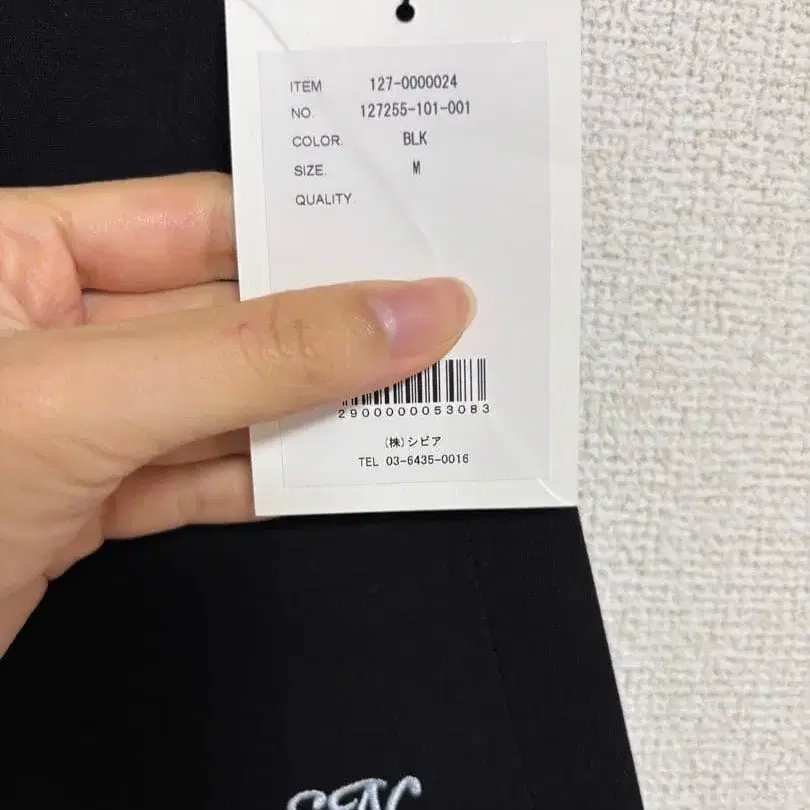 ITEM 127-0000024
NO. 127255-101-001
COLOR. BLK
SIZE. M
QUALITY.
2900000053083
(株)シビア
TEL 03-6435-0016